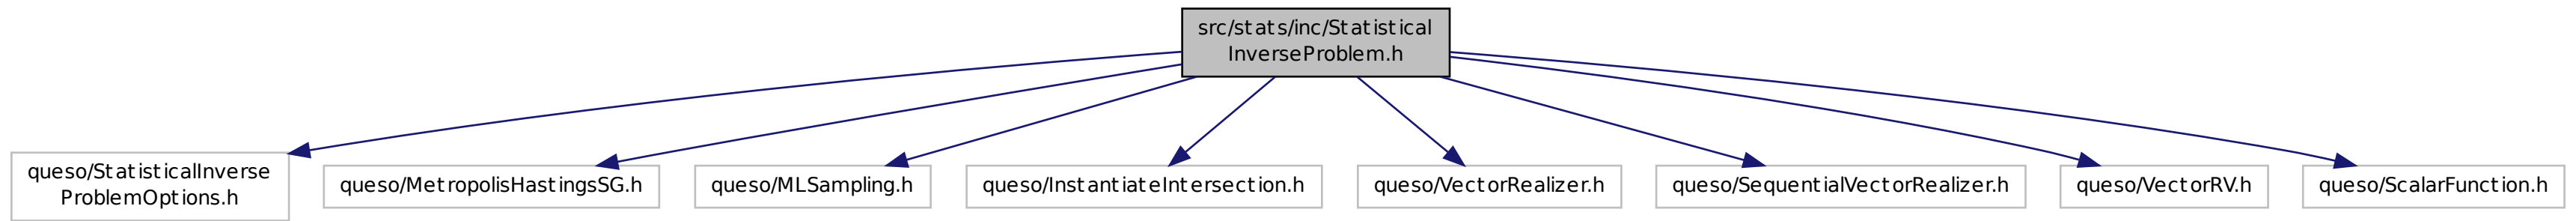 src/stats/inc/Statistical
InverseProblem.h
queso/StatisticalInverse
ProblemOptions.h
queso/MetropolisHastingsSG.h
queso/MLSampling.h
queso/InstantiateIntersection.h
queso/VectorRealizer.h
queso/SequentialVectorRealizer.h
queso/VectorRV.h
queso/ScalarFunction.h